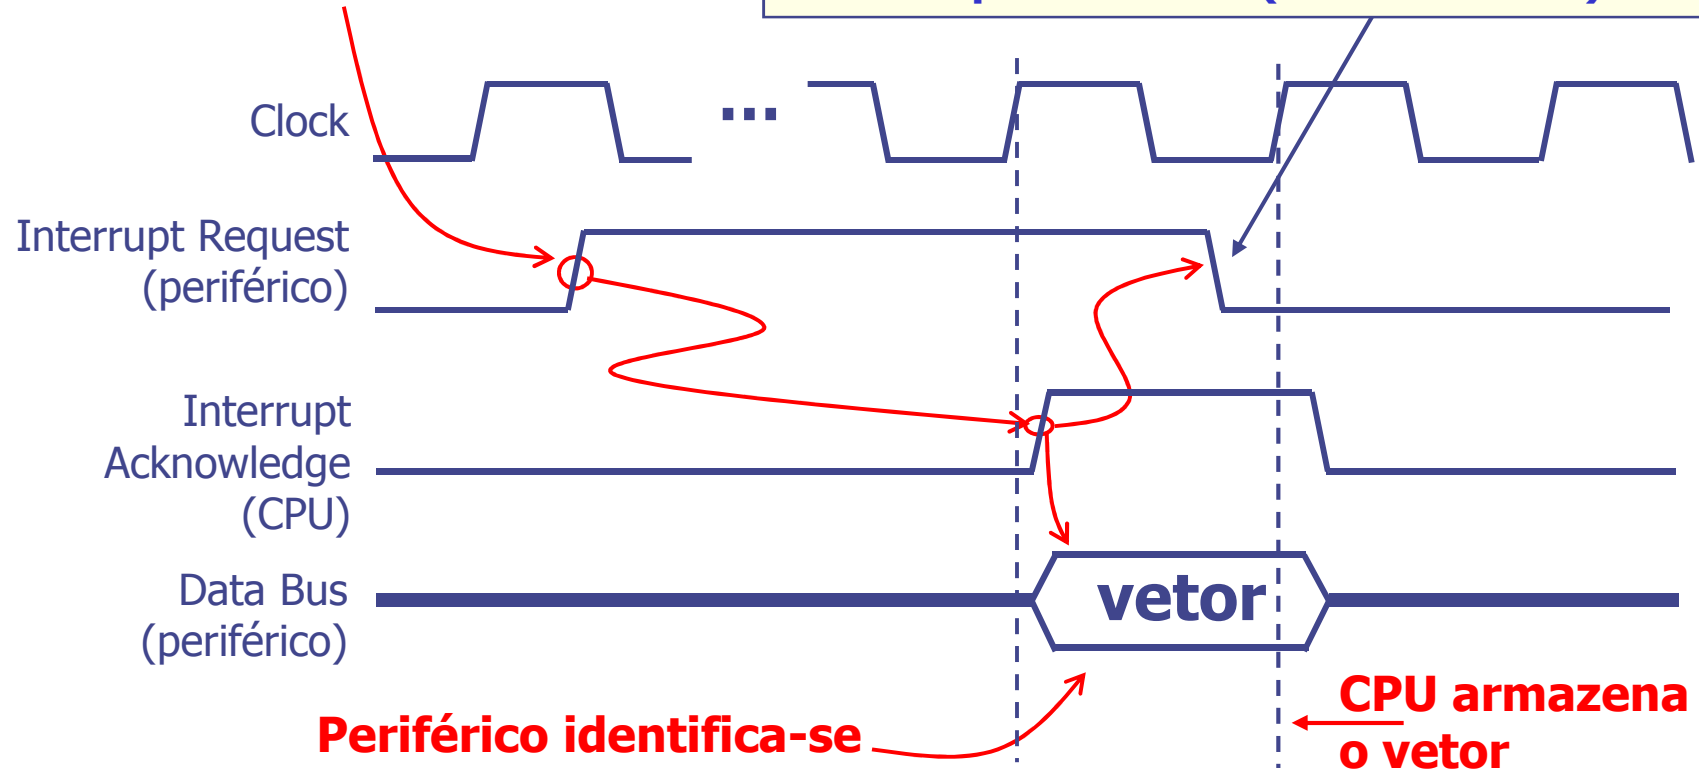 Clock
...
Interrupt Request
(periférico)
Interrupt
Acknowledge
(CPU)
Data Bus
(periférico)
vetor
Periférico identifica-se
CPU armazena
o vetor